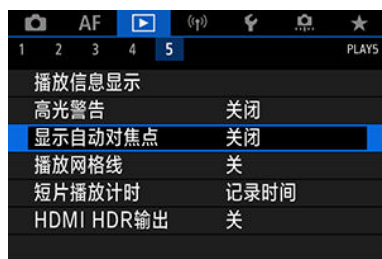 AF
1 2 3 4 5 PLAY5
播放信息显示
高光警告 关闭
显示自动对焦点 关闭
播放网格线 关
短片播放计时 记录时间
HDMI HDR输出 关